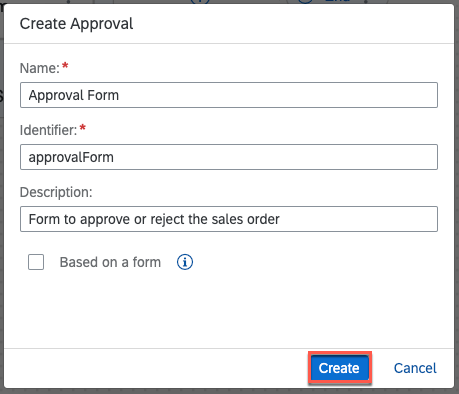 Create Approval
Name:*
Approval Form
Identifier:*
approvalForm
Description:
Form to approve or reject the sales order
Based on a form
Create Cancel